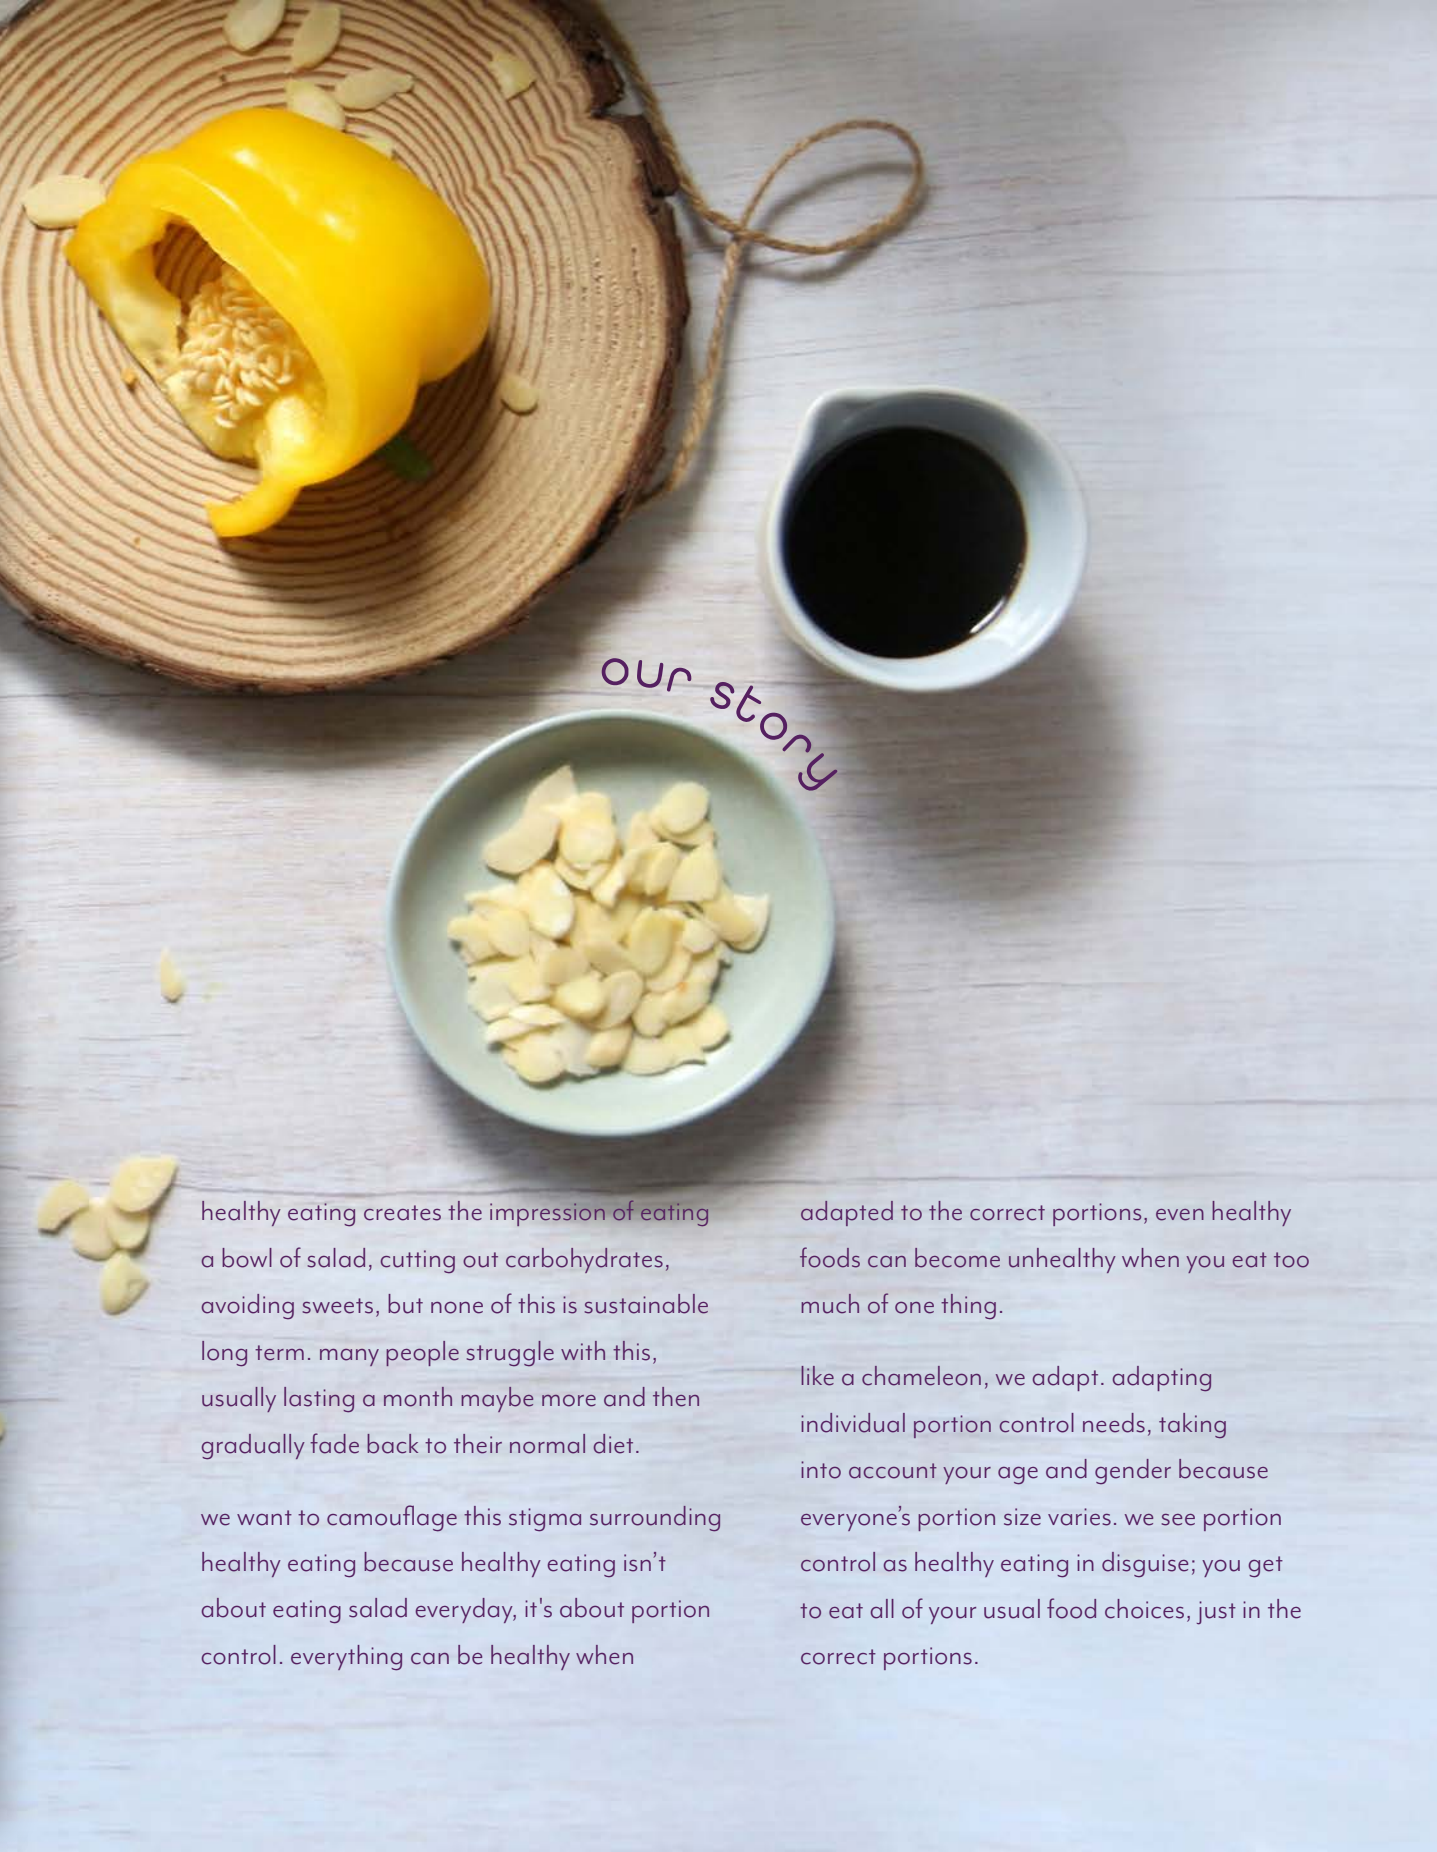 our story
healthy eating creates the impression of eating
a bowl of salad, cutting out carbohydrates,
avoiding sweets, but none of this is sustainable
long term. many people struggle with this,
usually lasting a month maybe more and then
gradually fade back to their normal diet.
we want to camouflage this stigma surrounding
healthy eating because healthy eating isn’t
about eating salad everyday, it's about portion
control. everything can be healthy when
adapted to the correct portions, even healthy
foods can become unhealthy when you eat too
much of one thing.
like a chameleon, we adapt. adapting
individual portion control needs, taking
into account your age and gender because
everyone’s portion size varies. we see portion
control as healthy eating in disguise; you get
to eat all of your usual food choices, just in the
correct portions.